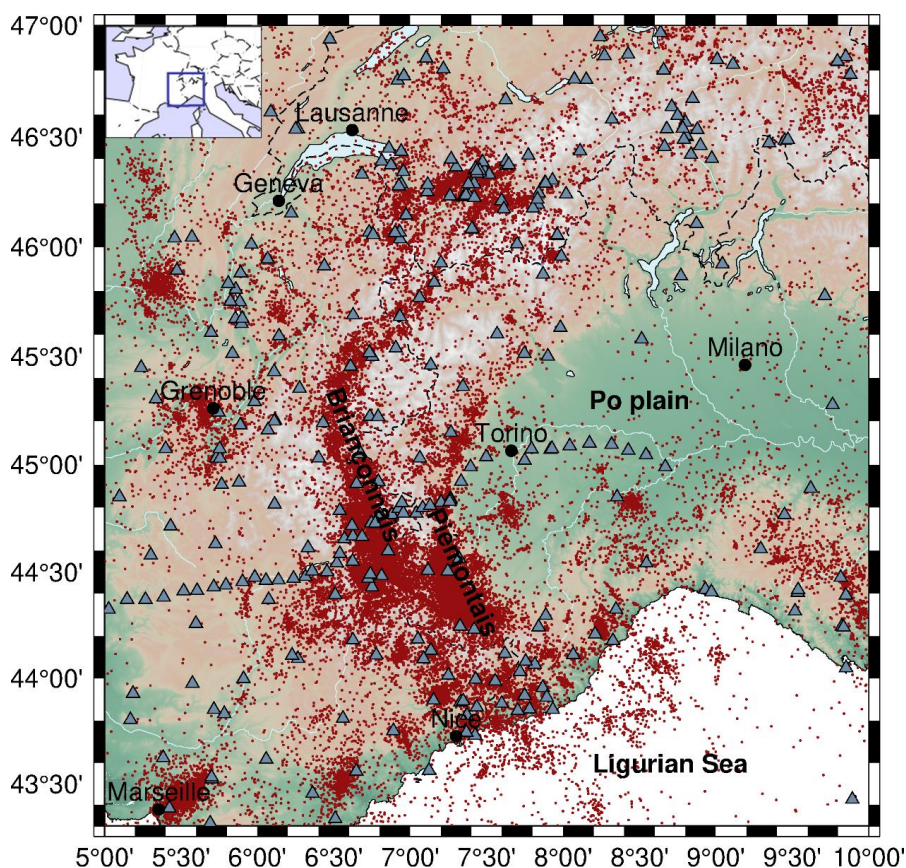 47°00'
46°30'
46°00'
45°30'
45°00'
44°30'
44°00'
43°30'
Lausanne
Geneva
Milano
Grenoble
Po plain
Torino
Briançonnais
Piemontais
Nice
Ligurian Sea
Marseille
5°00' 5°30' 6°00' 6°30' 7°00' 7°30' 8°00' 8°30' 9°00' 9°30' 10°00'